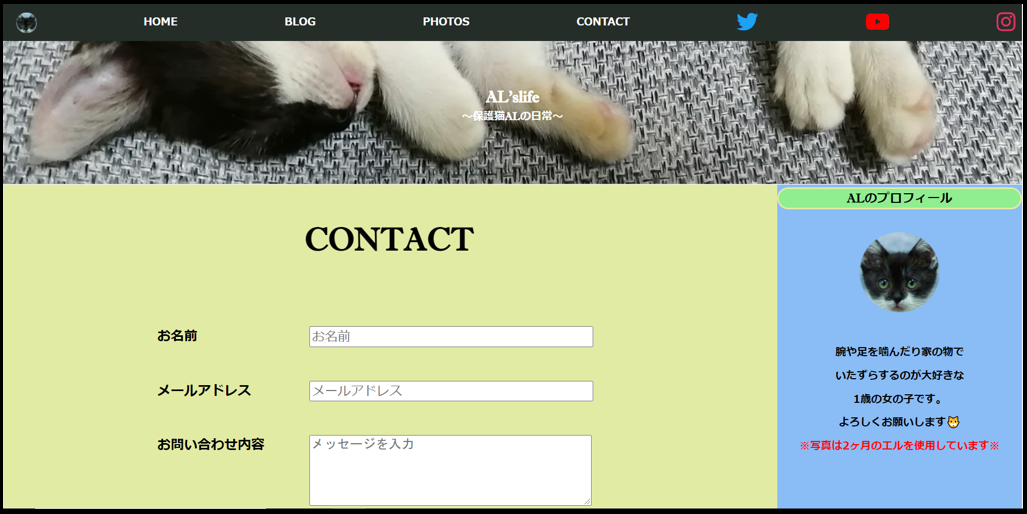 HOME BLOG PHOTOS CONTACT
AL'slife
～保護猫ALの日常～
CONTACT
お名前 お名前
メールアドレス メールアドレス
お問い合わせ内容 メッセージを入力
ALのプロフィール
腕や足を噛んだり家の物で
いたずらするのが大好きな
1歳の女の子です。
よろしくお願いします🐱
※写真は2ヶ月のエルを使用しています※